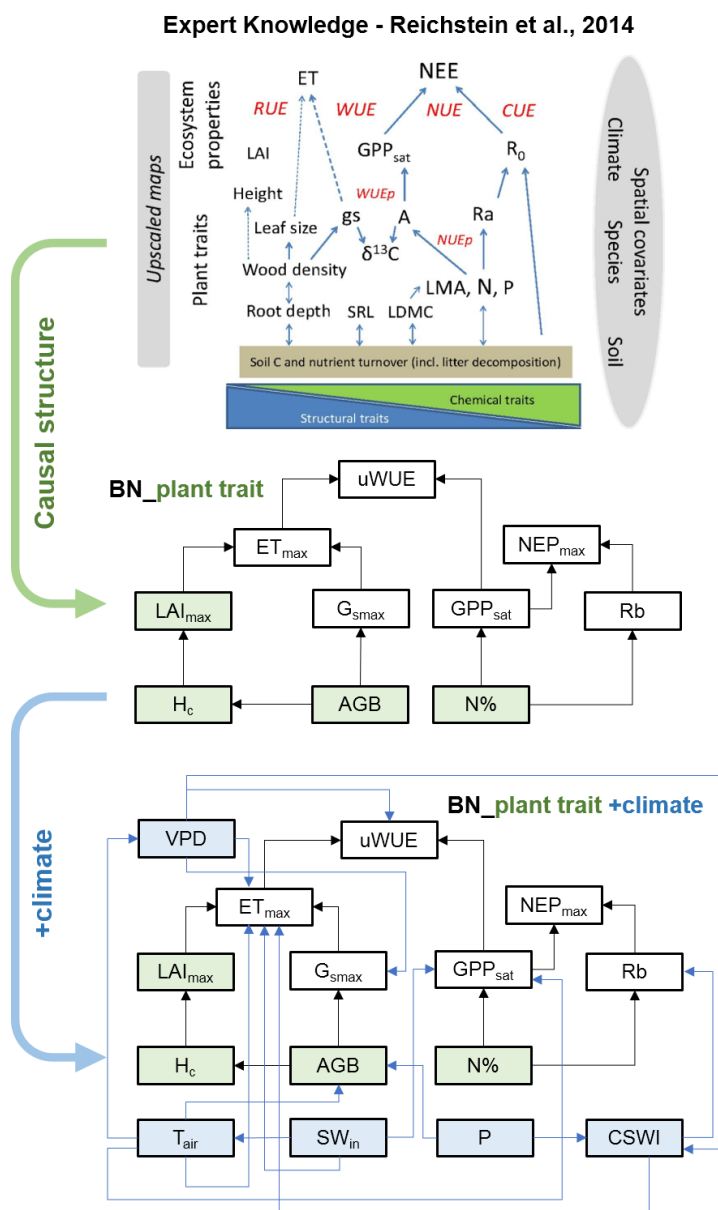 Expert Knowledge - Reichstein et al., 2014
Upscaled maps
Ecosystem properties
Plant traits
ET
NEE
RUE
WUE
NUE
CUE
LAI
GPPsat
R0
Height
WUEp
Leaf size
gs
A
Ra
NUEp
δ13C
Wood density
LMA, N, P
Root depth
SRL
LDMC
Soil C and nutrient turnover (incl. litter decomposition)
Chemical traits
Structural traits
Climate
Species
Soil
Spatial covariates
Causal structure
BN_plant trait
uWUE
ETmax
NEPmax
LAImax
Gsmax
GPPsat
Rb
Hc
AGB
N%
+climate
BN_plant trait +climate
VPD
uWUE
ETmax
NEPmax
LAImax
Gsmax
GPPsat
Rb
Hc
AGB
N%
Tair
SWin
P
CSWI